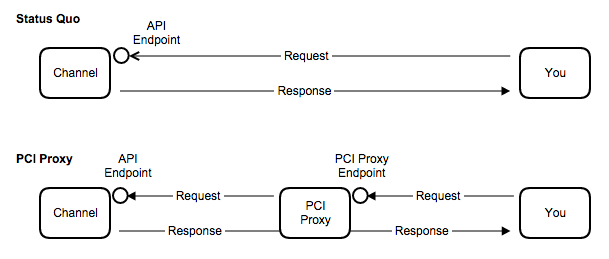 Status Quo
API
Endpoint
Channel
Request
Response
You
PCI Proxy
API
Endpoint
PCI Proxy
Endpoint
Channel
Request
Response
PCI
Proxy
Request
Response
You